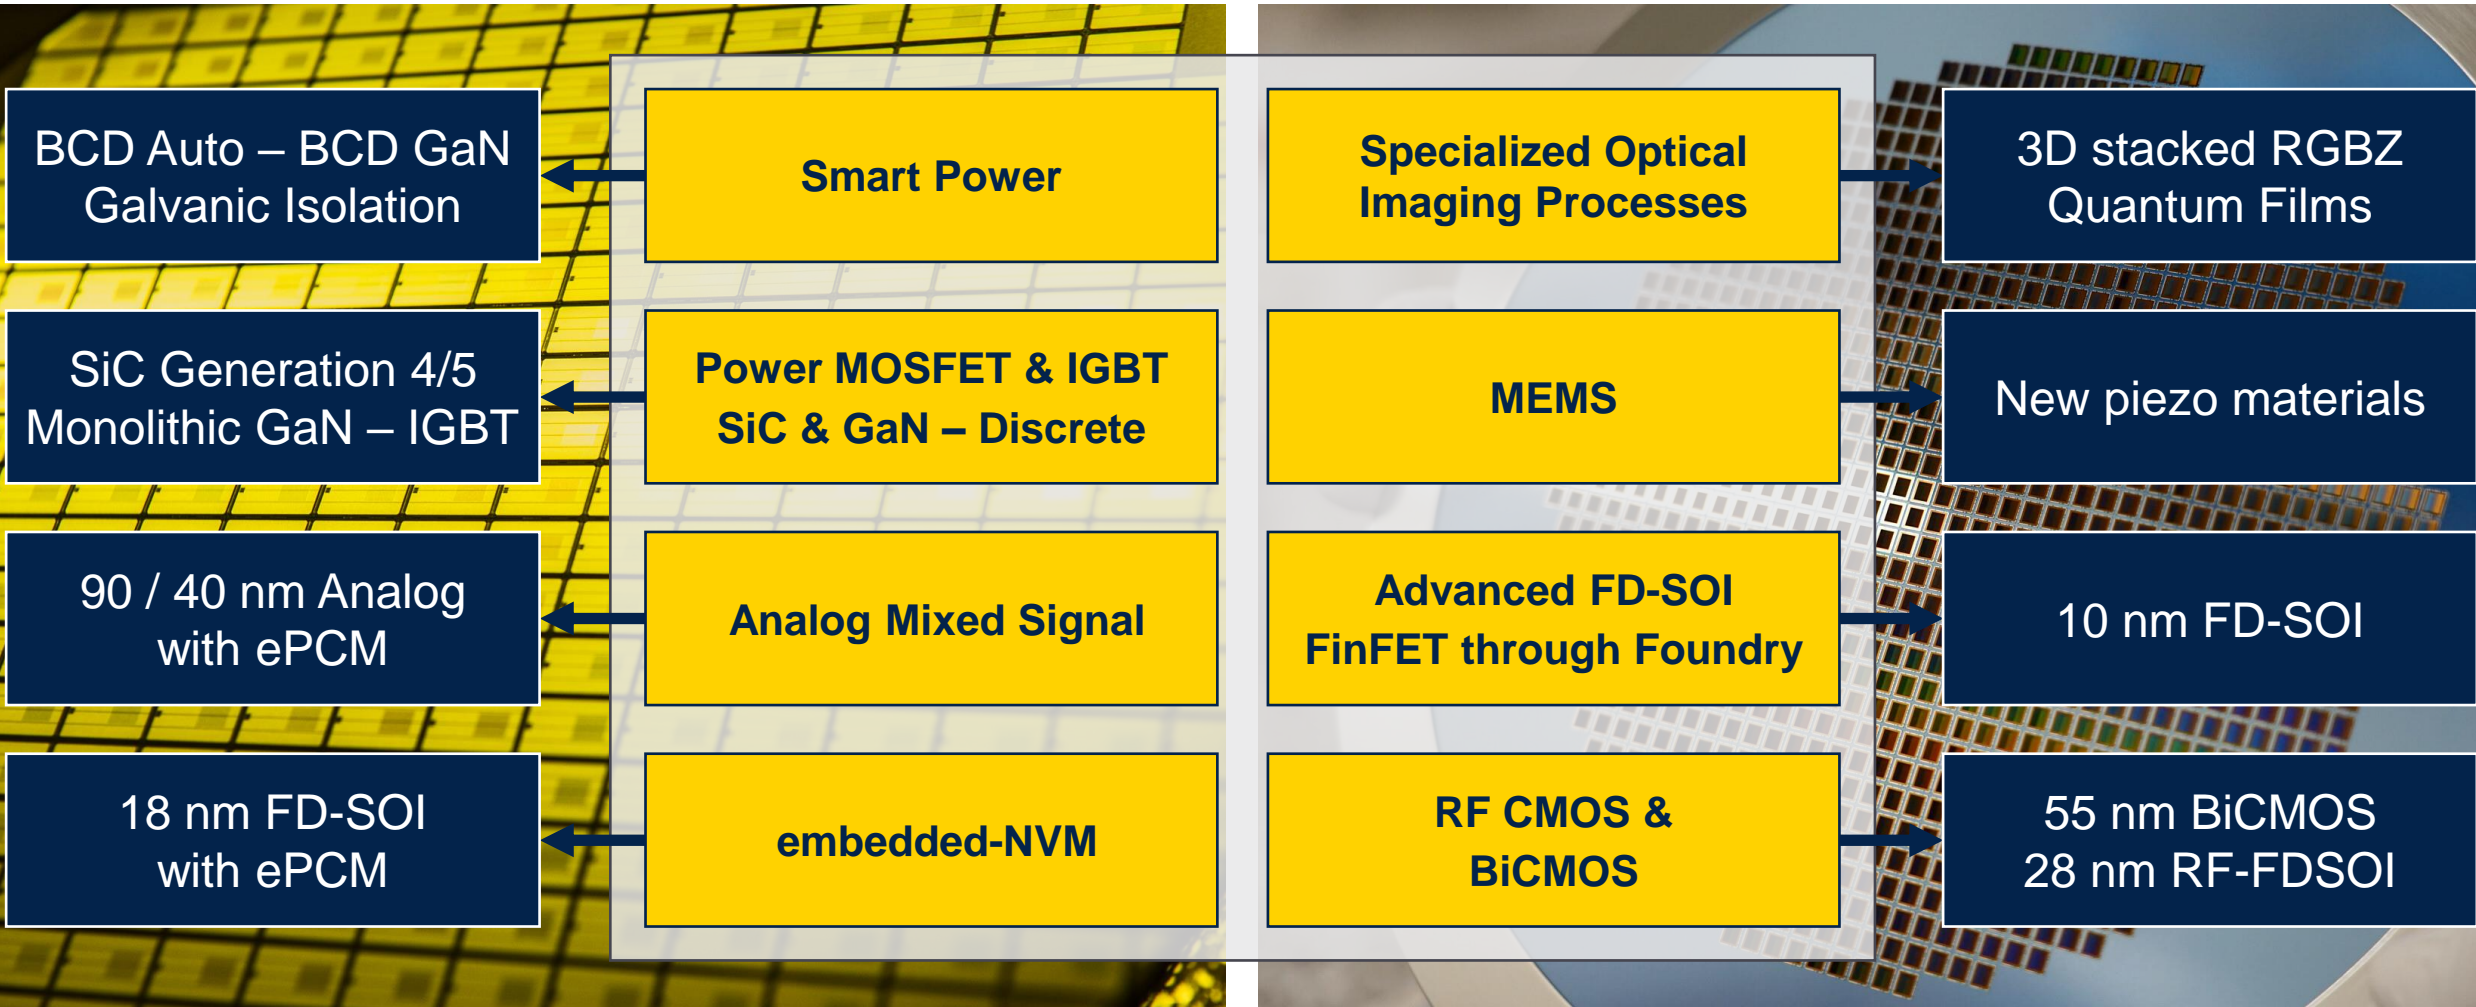 BCD Auto – BCD GaN
Galvanic Isolation
Smart Power
Specialized Optical
Imaging Processes
3D stacked RGBZ
Quantum Films
SiC Generation 4/5
Monolithic GaN – IGBT
Power MOSFET & IGBT
SiC & GaN – Discrete
MEMS
New piezo materials
90 / 40 nm Analog
with ePCM
Analog Mixed Signal
Advanced FD-SOI
FinFET through Foundry
10 nm FD-SOI
18 nm FD-SOI
with ePCM
embedded-NVM
RF CMOS &
BiCMOS
55 nm BiCMOS
28 nm RF-FDSOI